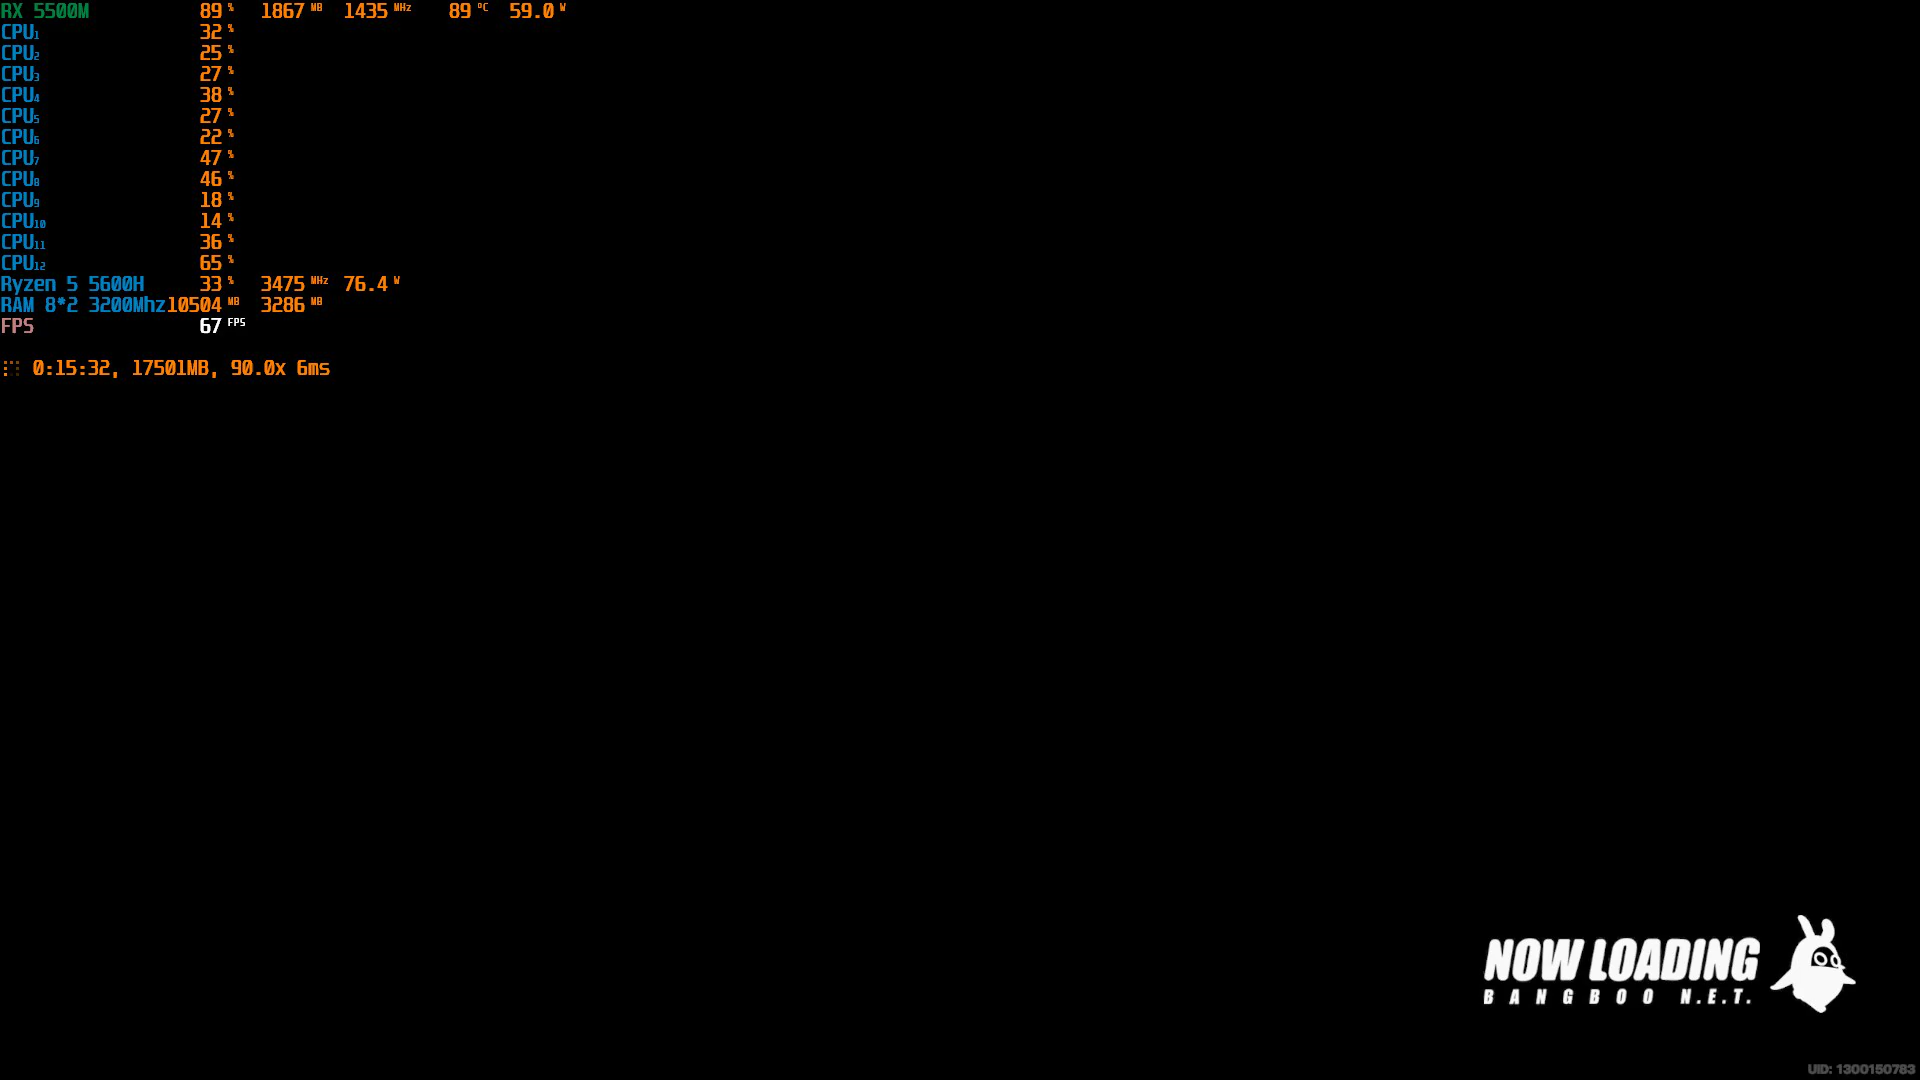 RX 5500M 89 % 1867 MB 1435 MHz 89 °C 59.0 W
CPU1 32 %
CPU2 25 %
CPU3 27 %
CPU4 38 %
CPU5 27 %
CPU6 22 %
CPU7 47 %
CPU8 46 %
CPU9 18 %
CPU10 14 %
CPU11 36 %
CPU12 65 %
Ryzen 5 5600H 33 % 3475 MHz 76.4 W
RAM 8*2 3200Mhz 10504 MB 3286 MB
FPS 67 FPS
0:15:32, 17501MB, 90.0x 6ms
NOW LOADING
BANGBOO N.E.T.
UID: 1300150783